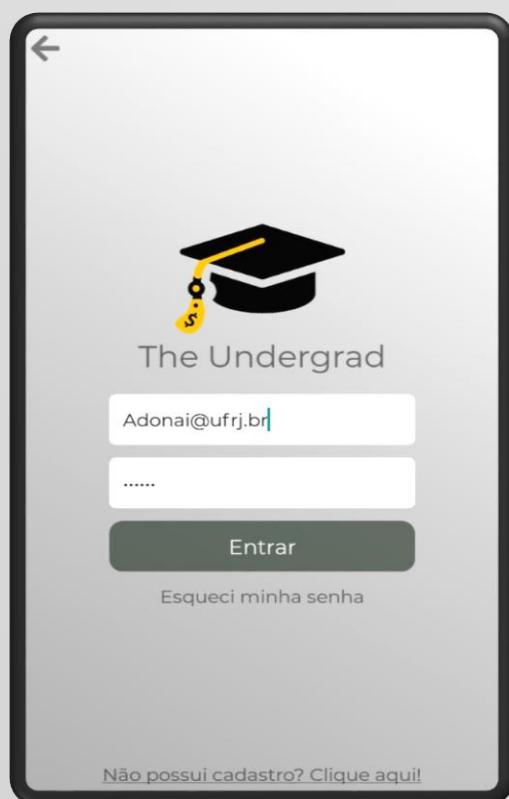 $
The Undergrad
Adonai@ufrj.br
......
Entrar
Esqueci minha senha
Não possui cadastro? Clique aqui!